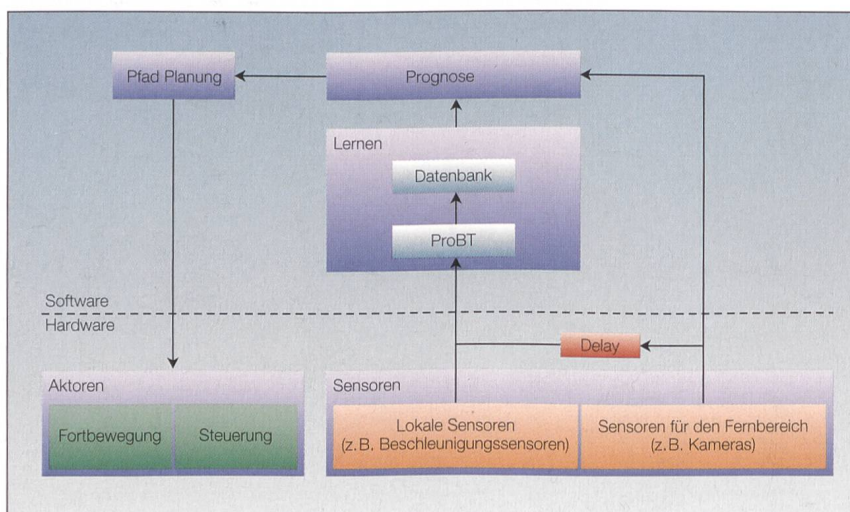 Pfad Planung
Prognose
Lernen
Datenbank
ProBT
Software
Hardware
Delay
Aktoren
Sensoren
Fortbewegung
Steuerung
Lokale Sensoren
(z.B. Beschleunigungssensoren)
Sensoren für den Fernbereich
(z.B. Kameras)